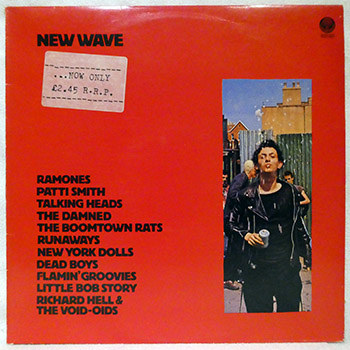 NEW WAVE
...NOW ONLY
£2.45 R.R.P.
RAMONES
PATTI SMITH
TALKING HEADS
THE DAMNED
THE BOOMTOWN RATS
RUNAWAYS
NEW YORK DOLLS
DEAD BOYS
FLAMIN' GROOVIES
LITTLE BOB STORY
RICHARD HELL &
THE VOID-OIDS